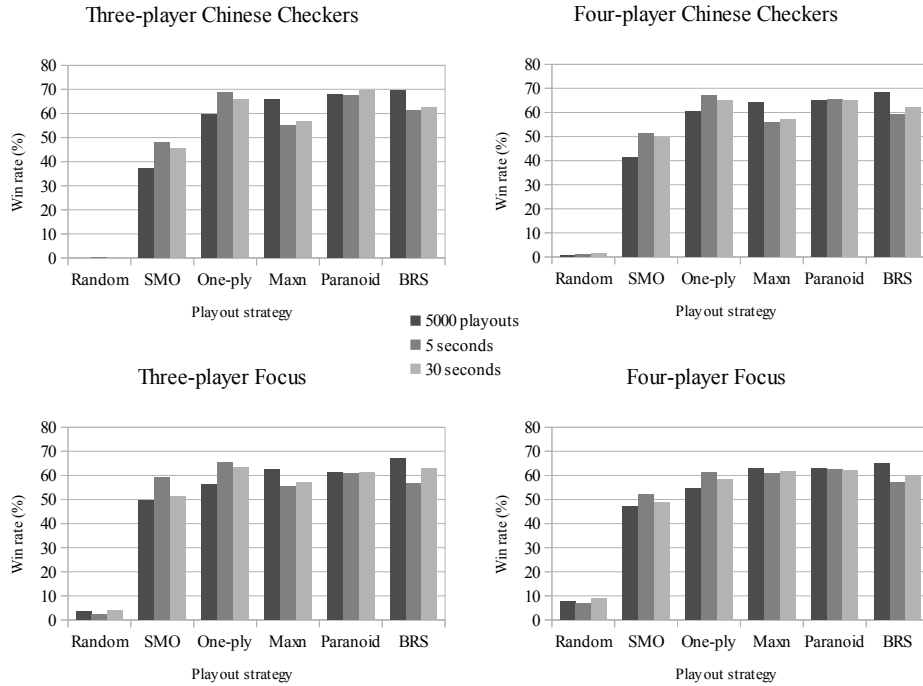 Three-player Chinese Checkers
80
70
60
50
40
30
20
10
0
Win rate (%)
Random SMO One-ply Maxn Paranoid BRS
Playout strategy
Four-player Chinese Checkers
80
70
60
50
40
30
20
10
0
Win rate (%)
Random SMO One-ply Maxn Paranoid BRS
Playout strategy
5000 playouts
5 seconds
30 seconds
Three-player Focus
80
70
60
50
40
30
20
10
0
Win rate (%)
Random SMO One-ply Maxn Paranoid BRS
Playout strategy
Four-player Focus
80
70
60
50
40
30
20
10
0
Win rate (%)
Random SMO One-ply Maxn Paranoid BRS
Playout strategy